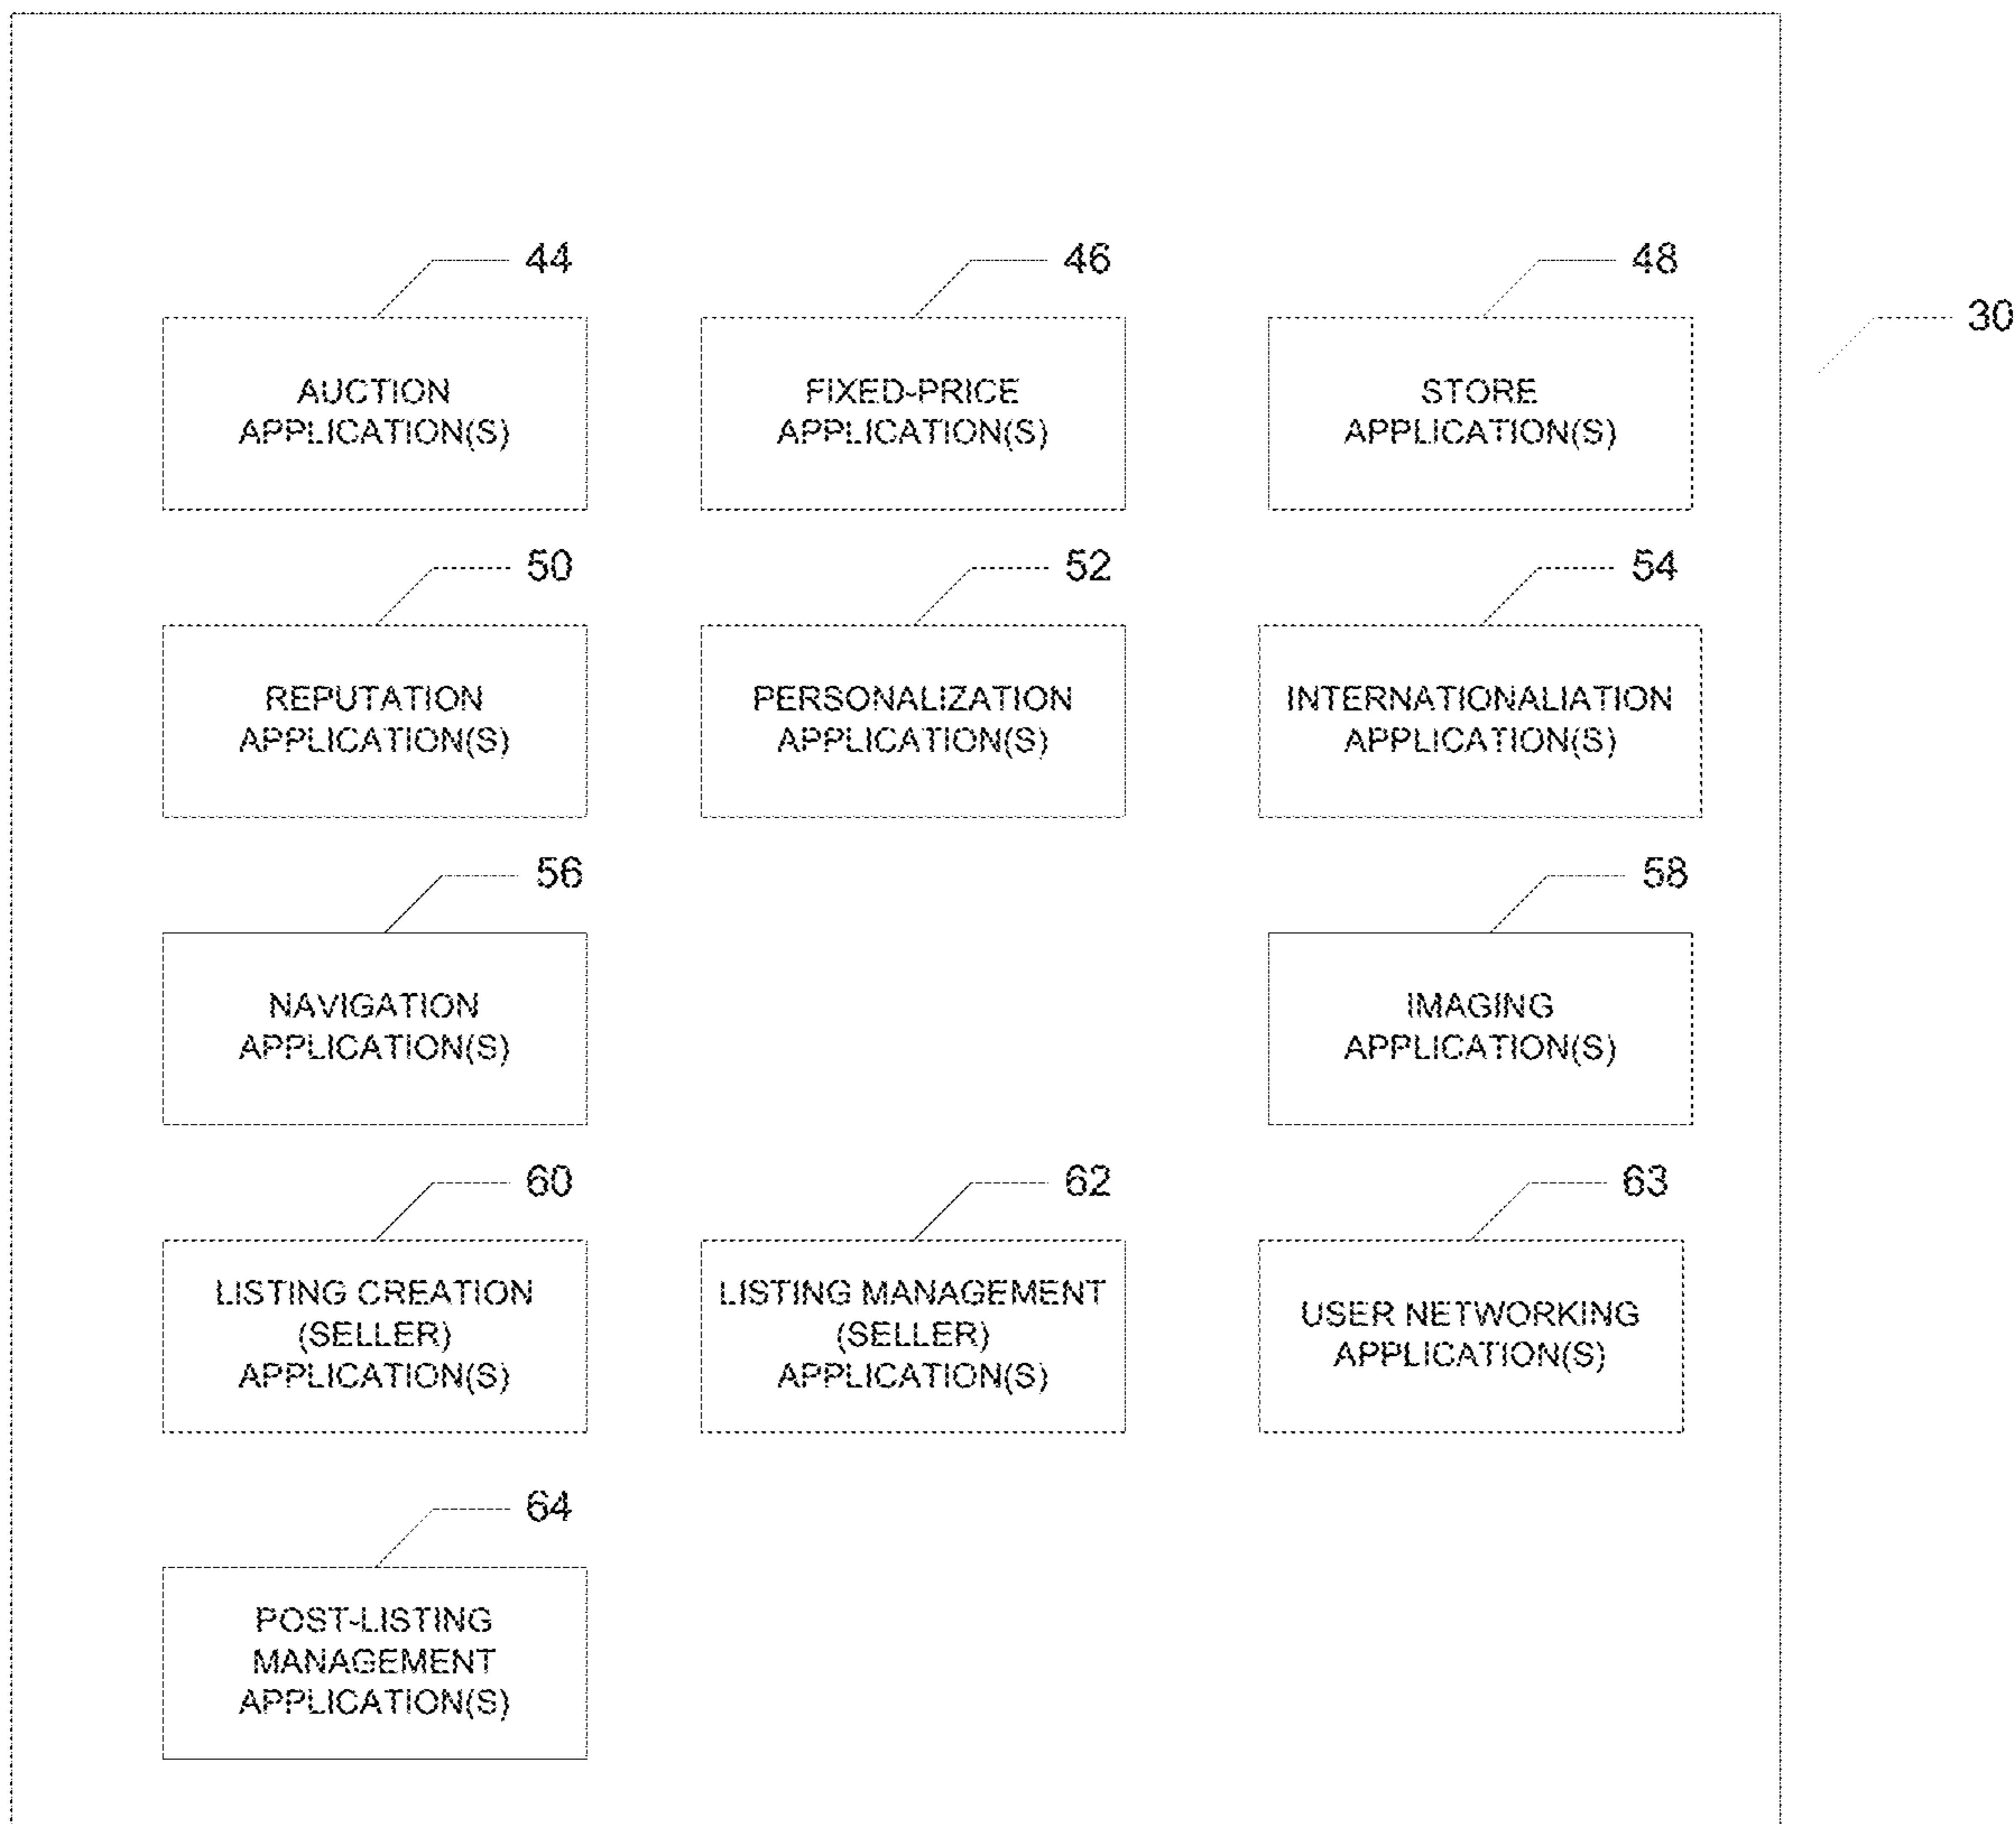 44
46
48
30
AUCTION
APPLICATION(S)
FIXED-PRICE
APPLICATION(S)
STORE
APPLICATION(S)
50
52
54
REPUTATION
APPLICATION(S)
PERSONALIZATION
APPLICATION(S)
INTERNATIONALIATION
APPLICATION(S)
56
58
NAVIGATION
APPLICATION(S)
IMAGING
APPLICATION(S)
60
62
63
LISTING CREATION
(SELLER)
APPLICATION(S)
LISTING MANAGEMENT
(SELLER)
APPLICATION(S)
USER NETWORKING
APPLICATION(S)
64
POST-LISTING
MANAGEMENT
APPLICATION(S)